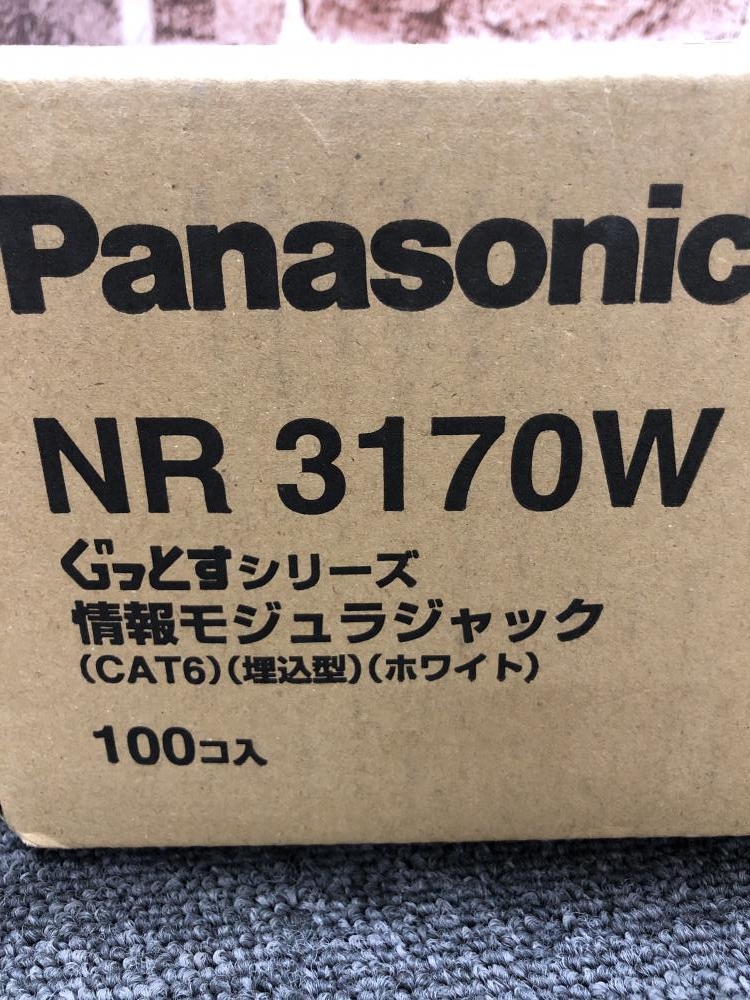 Panasonic
NR 3170W
ぐっとすシリーズ
情報モジュラジャック
(CAT6)(埋込型)(ホワイト)
100コ入